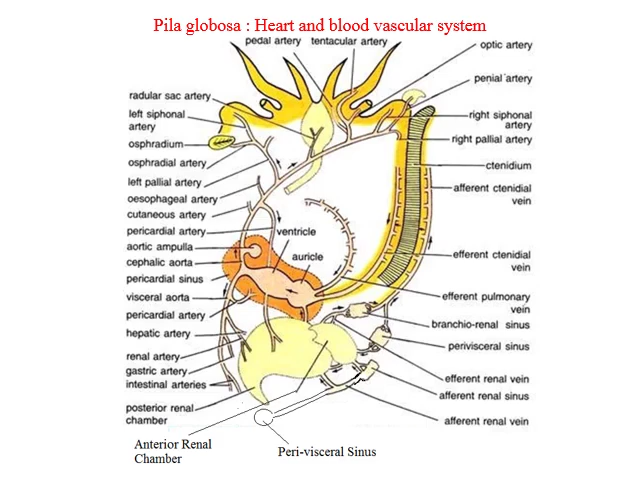 Pila globosa : Heart and blood vascular system
pedal artery
tentacular artery
optic artery
penial artery
radular sac artery
left siphonal
artery
osphradium
osphradial artery
left pallial artery
oesophageal artery
cutaneous artery
pericardial artery
aortic ampulla
cephalic aorta
pericardial sinus
visceral aorta
pericardial artery
hepatic artery
renal artery
gastric artery
intestinal arteries
posterior renal
chamber
ventricle
auricle
right siphonal
artery
right pallial artery
ctenidium
afferent ctenidial
vein
efferent ctenidial
vein
efferent pulmonary
vein
branchio-renal sinus
perivisceral sinus
efferent renal vein
afferent renal sinus
afferent renal vein
Anterior Renal
Chamber
Peri-visceral Sinus